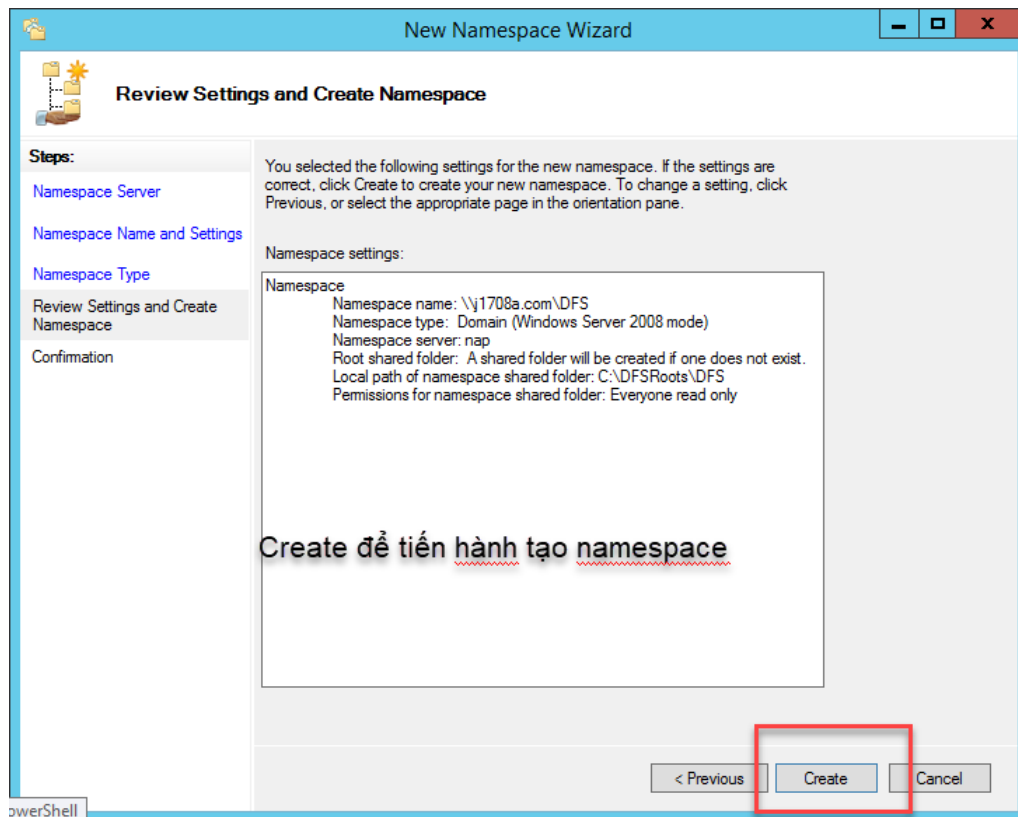 New Namespace Wizard
Review Settings and Create Namespace
Steps:
Namespace Server
Namespace Name and Settings
Namespace Type
Review Settings and Create
Namespace
Confirmation
You selected the following settings for the new namespace. If the settings are
correct, click Create to create your new namespace. To change a setting, click
Previous, or select the appropriate page in the orientation pane.
Namespace settings:
Namespace
Namespace name: \\j1708a.com\DFS
Namespace type: Domain (Windows Server 2008 mode)
Namespace server: nap
Root shared folder: A shared folder will be created if one does not exist.
Local path of namespace shared folder: C:\DFSRoots\DFS
Permissions for namespace shared folder: Everyone read only
Create để tiến hành tạo namespace
< Previous
Create
Cancel
owerShell